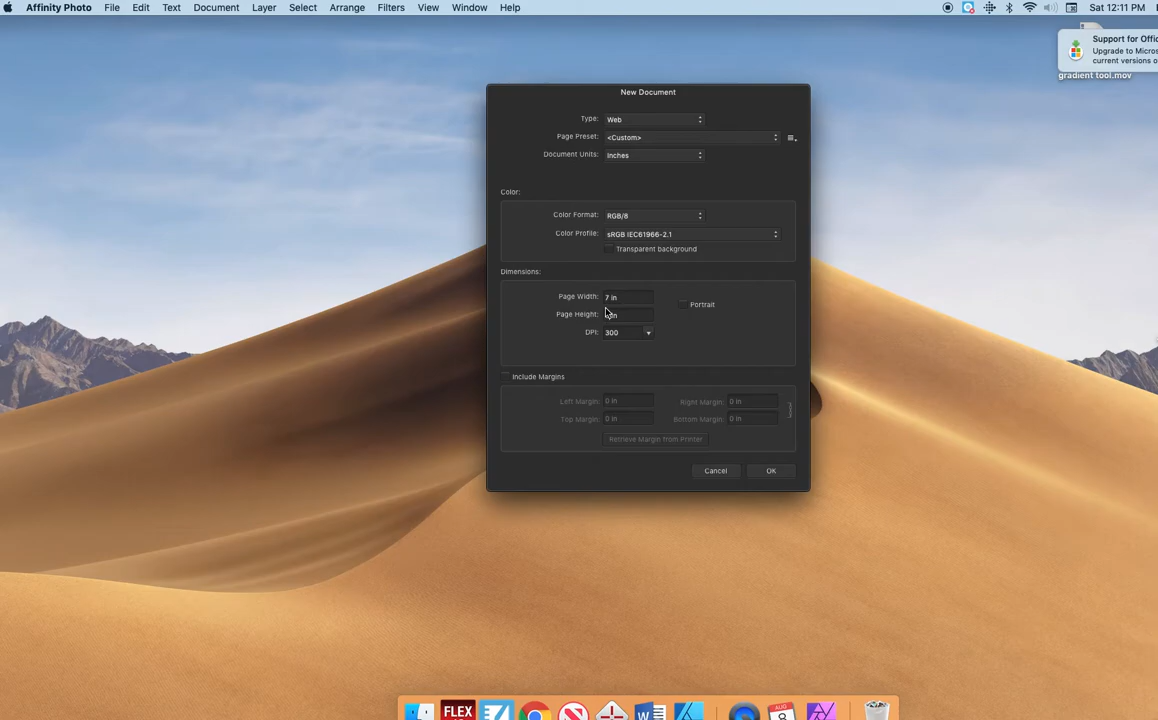 Affinity Photo File Edit Text Document Layer Select Arrange Filters View Window Help Sat 12:11 PM
Support for Offic
Upgrade to Micros
current versions o
gradient tool.mov
New Document
Type: Web
Page Preset: <Custom>
Document Units: Inches
Color:
Color Format: RGB/8
Color Profile: sRGB IEC61966-2.1
Transparent background
Dimensions:
Page Width: 7 in
Portrait
Page Height: in
DPI: 300
Include Margins
Left Margin: 0 in Right Margin: 0 in
Top Margin: 0 in Bottom Margin: 0 in
Retrieve Margin from Printer
Cancel OK
FLEX
8